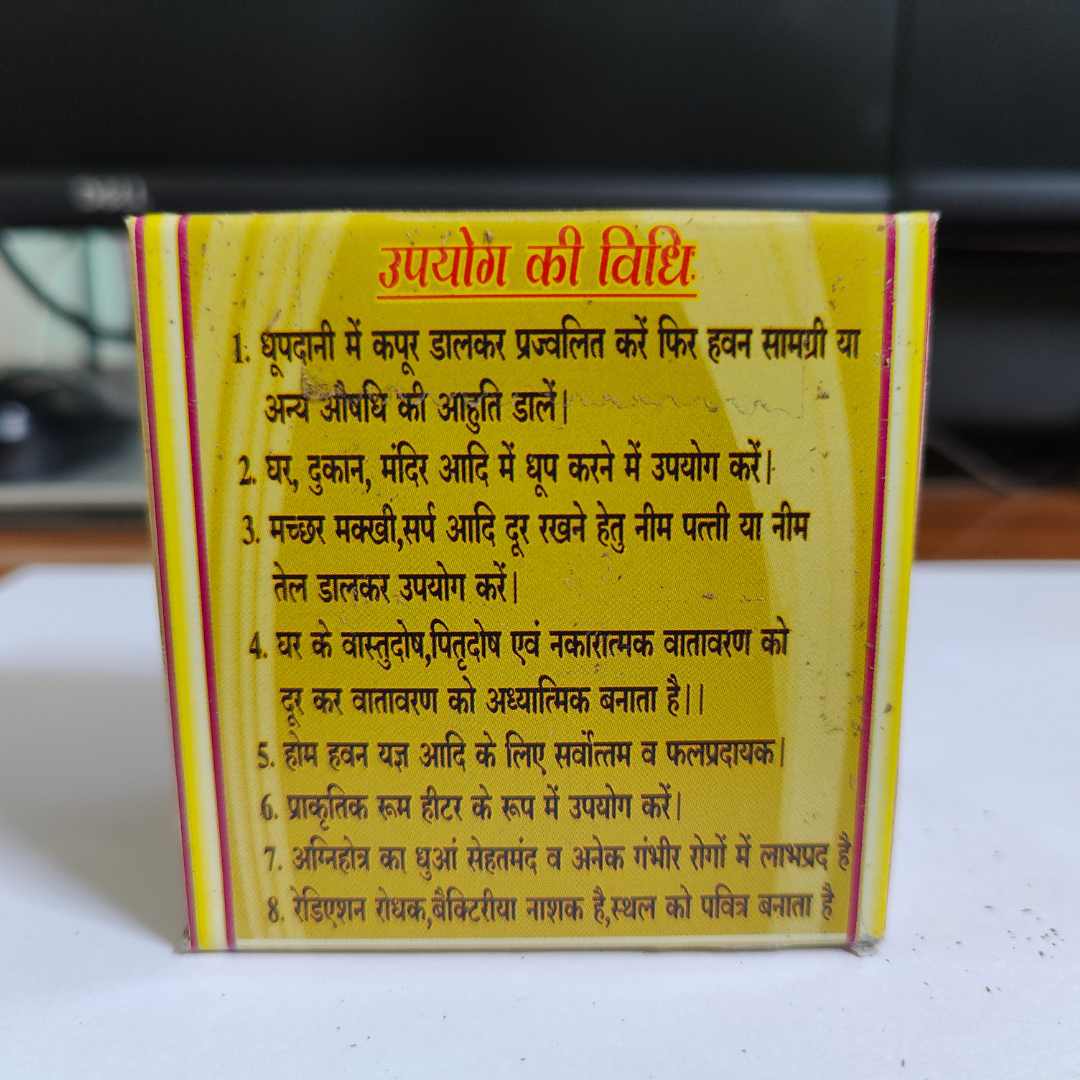 उपयोग की विधिः
1. धूपदानी में कपूर डालकर प्रज्वलित करें फिर हवन सामग्री या
अन्य औषधि की आहुति डालें|
2. घर, दुकान, मंदिर आदि में धूप करने में उपयोग करें|
3. मच्छर मक्खी,सर्प आदि दूर रखने हेतु नीम पत्ती या नीम
तेल डालकर उपयोग करें|
4. घर के वास्तुदोष,पितृदोष एवं नकारात्मक वातावरण को
दूर कर वातावरण को अध्यात्मिक बनाता है||
5. होम हवन यज्ञ आदि के लिए सर्वोत्तम व फलप्रदायक|
6. प्राकृतिक रूम हीटर के रूप में उपयोग करें|
7. अग्निहोत्र का धुआं सेहतमंद व अनेक गंभीर रोगों में लाभप्रद है
8. रेडिएशन रोधक,बैक्टिरीया नाशक है,स्थल को पवित्र बनाता है